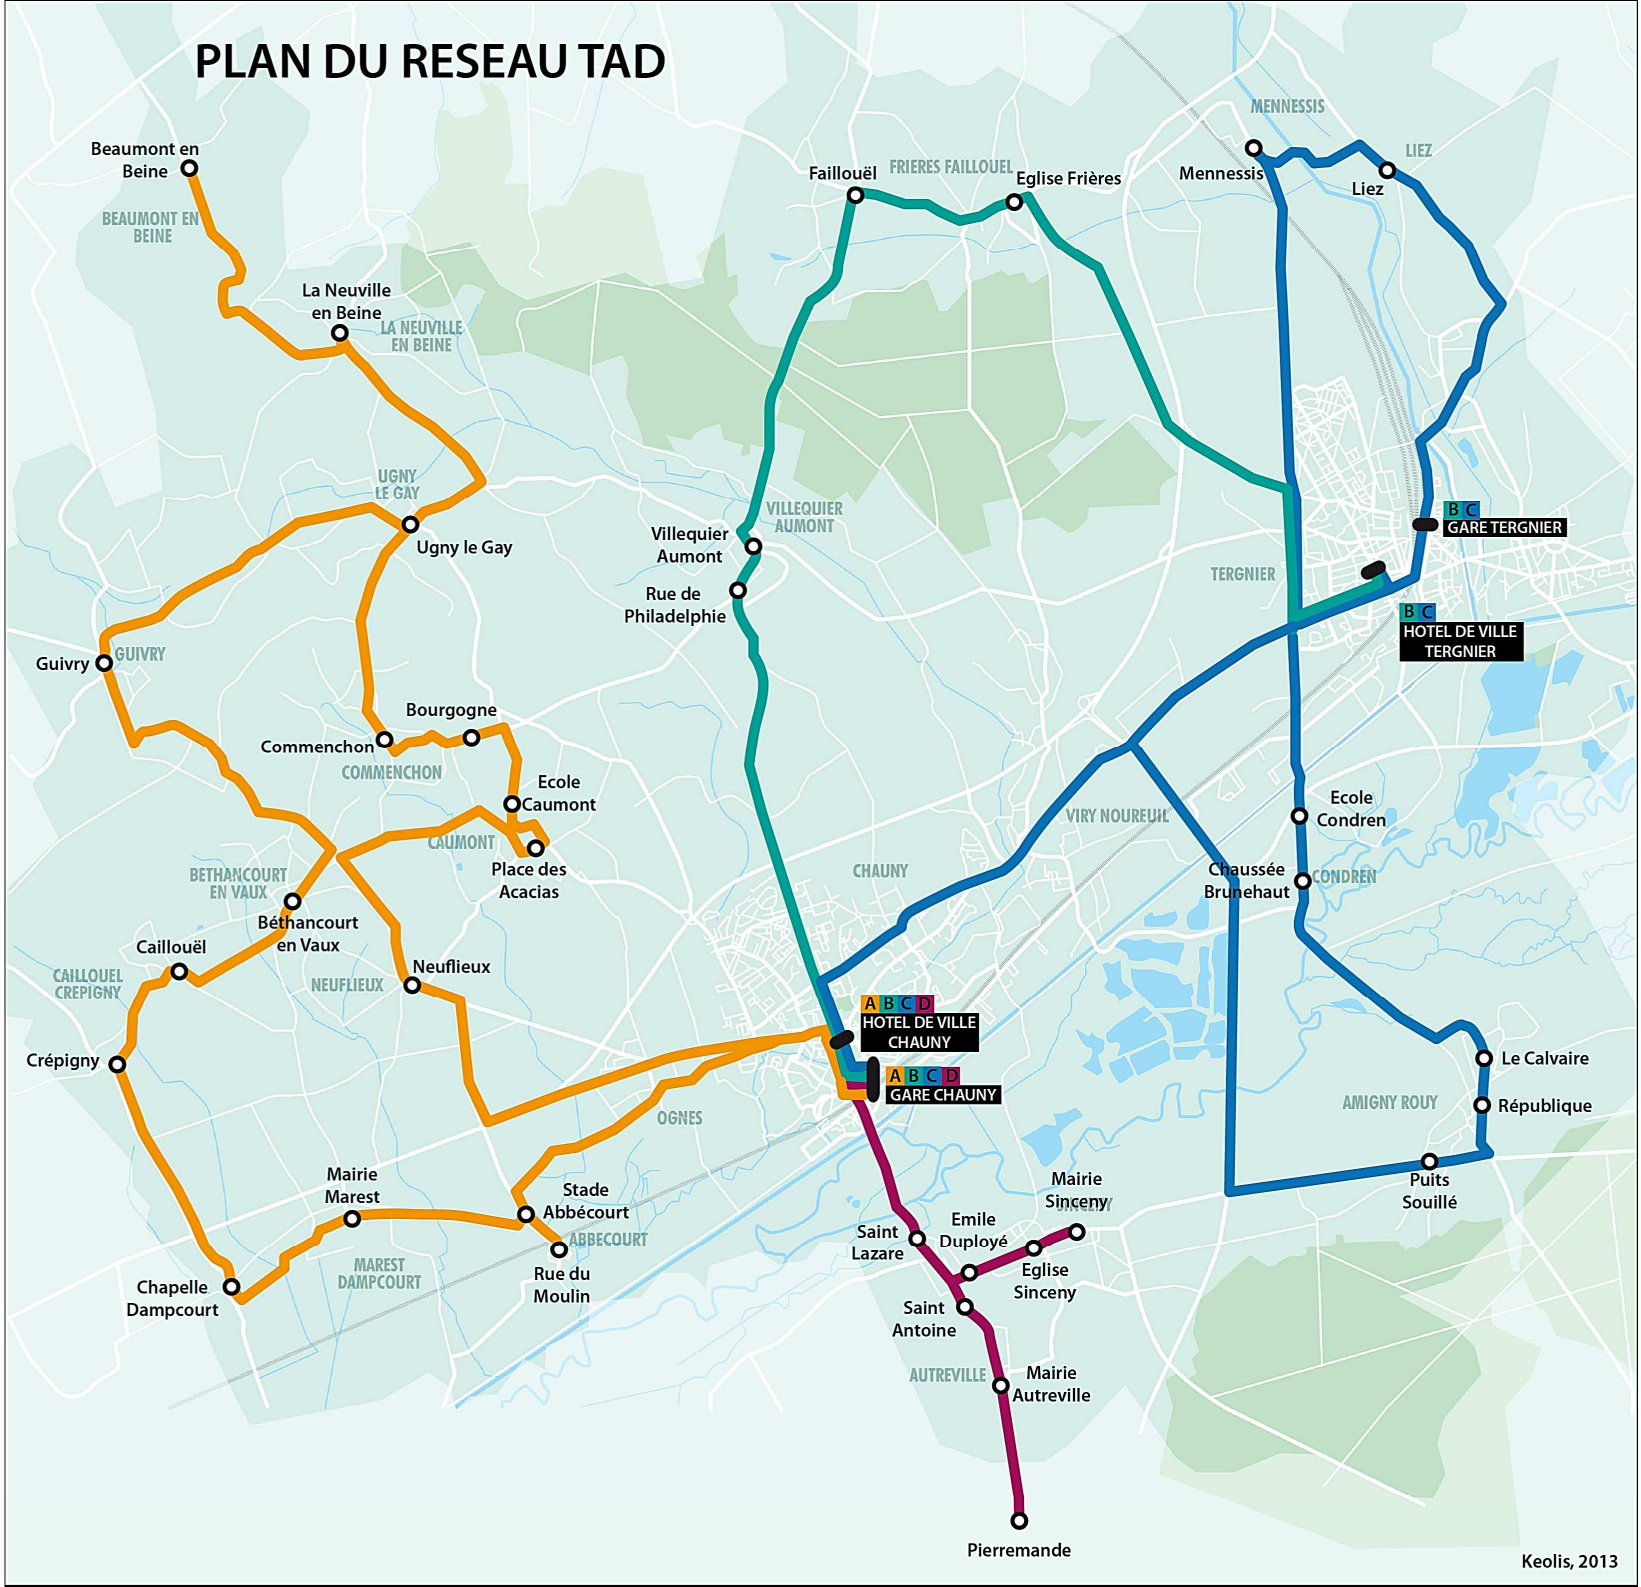 PLAN DU RESEAU TAD
Beaumont en
Beine
BEAUMONT EN
BEINE
La Neuville
en Beine
LA NEUVILLE
EN BEINE
UGNY
LE GAY
Ugny le Gay
Guivry
GUIVRY
Commenchon
COMMENCHON
Bourgogne
Ecole
Caumont
CAUMONT
Place des
Acacias
BETHANCOURT
EN VAUX
Béthancourt
en Vaux
Caillouël
CAILLOUEL
CREPIGNY
NEUFLIEUX
Neuflieux
Crépigny
Mairie
Marest
MAREST
DAMPCOURT
Chapelle
Dampcourt
Stade
Abbécourt
ABBECOURT
Rue du
Moulin
OGNES
Faillouël
FRIERES FAILLOUEL
Eglise Frières
VILLEQUIER
AUMONT
Villequier
Aumont
Rue de
Philadelphie
MENNESSIS
Mennessis
LIEZ
Liez
B C
GARE TERGNIER
TERGNIER
B C
HOTEL DE VILLE
TERGNIER
VIRY NOUREUIL
CHAUNY
Ecole
Condren
Chaussée
Brunehaut
CONDREN
A B C D
HOTEL DE VILLE
CHAUNY
A B C D
GARE CHAUNY
Le Calvaire
République
AMIGNY ROUY
Puits
Souillé
Mairie
Sinceny
SINCENY
Emile
Duployé
Saint
Lazare
Eglise
Sinceny
Saint
Antoine
AUTREVILLE
Mairie
Autreville
Pierremande
Keolis, 2013